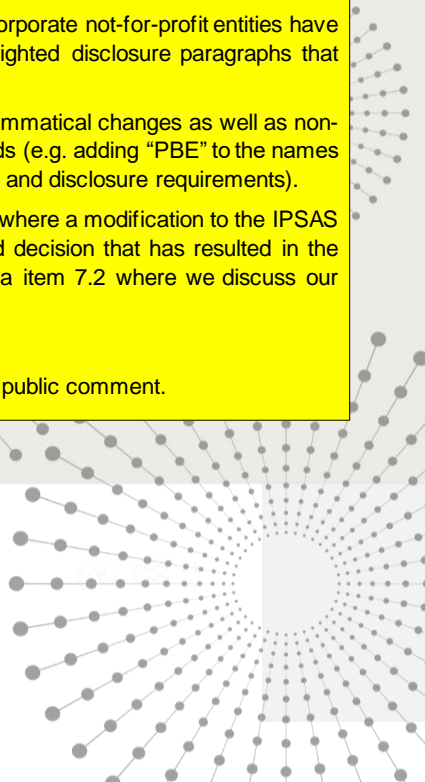 orporate not-for-profit entities have
ighted disclosure paragraphs that
mmatical changes as well as non-
ds (e.g. adding “PBE” to the names
and disclosure requirements).
where a modification to the IPSAS
d decision that has resulted in the
a item 7.2 where we discuss our
public comment.